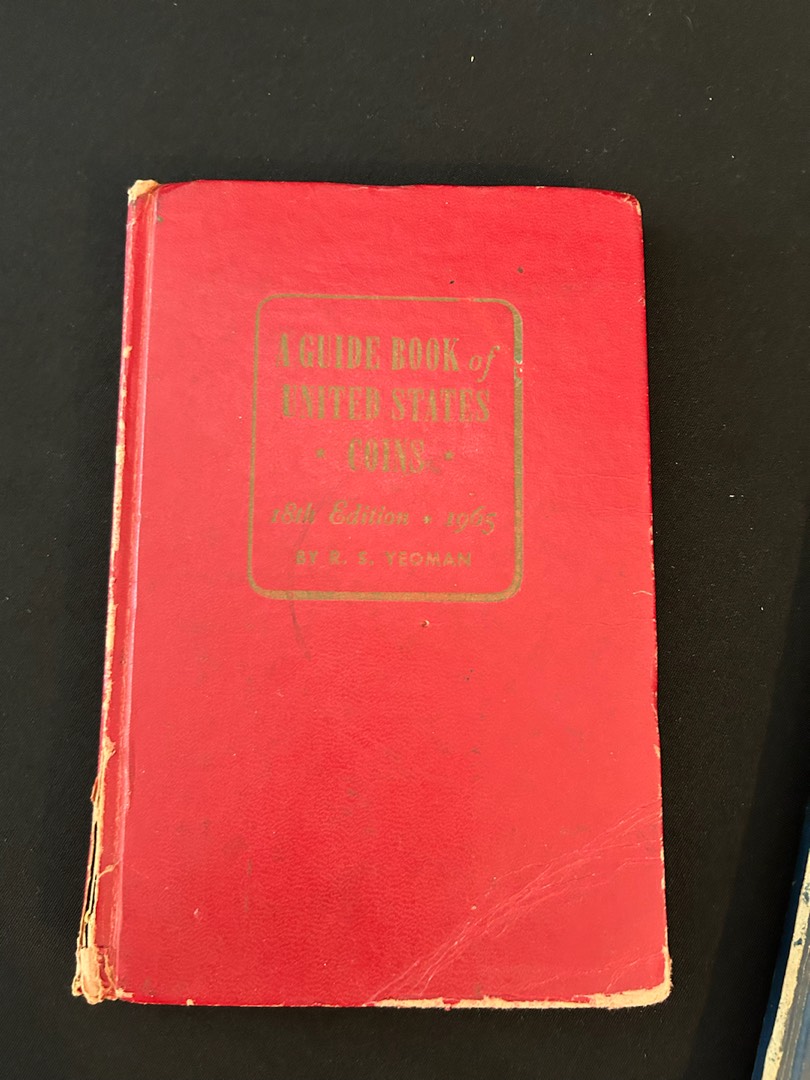 A GUIDE BOOK of
UNITED STATES
• COINS •
18th Edition • 1965
BY R. S. YEOMAN